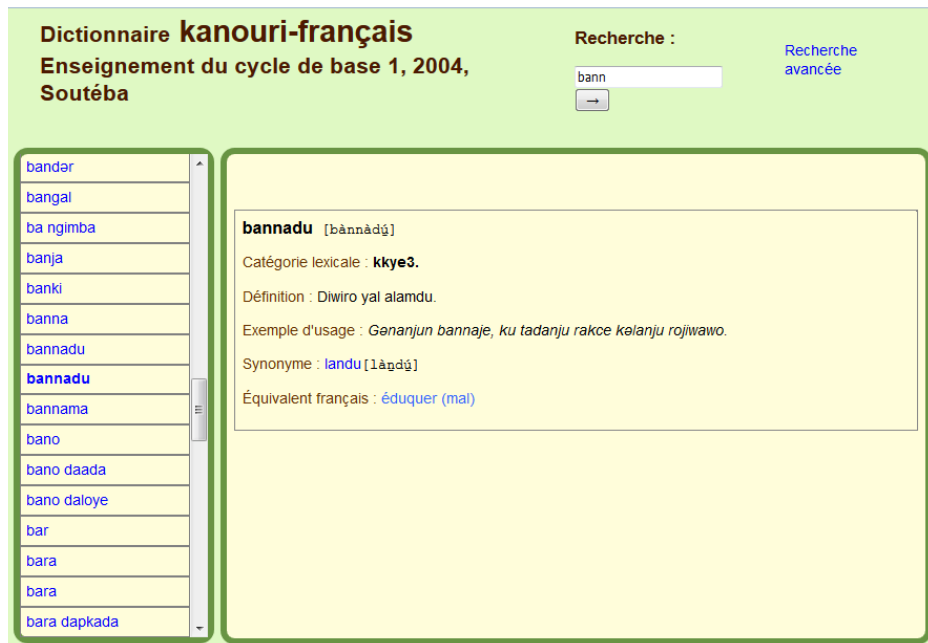 Dictionnaire kanouri-français
Enseignement du cycle de base 1, 2004,
Soutéba
Recherche :
bann
→
Recherche
avancée
bandər
bangal
ba ngimba
banja
banki
banna
bannadu
bannadu
bannama
bano
bano daada
bano daloye
bar
bara
bara
bara dapkada
bannadu [bànnàdú̱]
Catégorie lexicale : kkye3.
Définition : Diwiro yal alamdu.
Exemple d'usage : Gənanjun bannaje, ku tadanju rakce kəlanju rojiwawo.
Synonyme : landu [làṉdú̱]
Équivalent français : éduquer (mal)